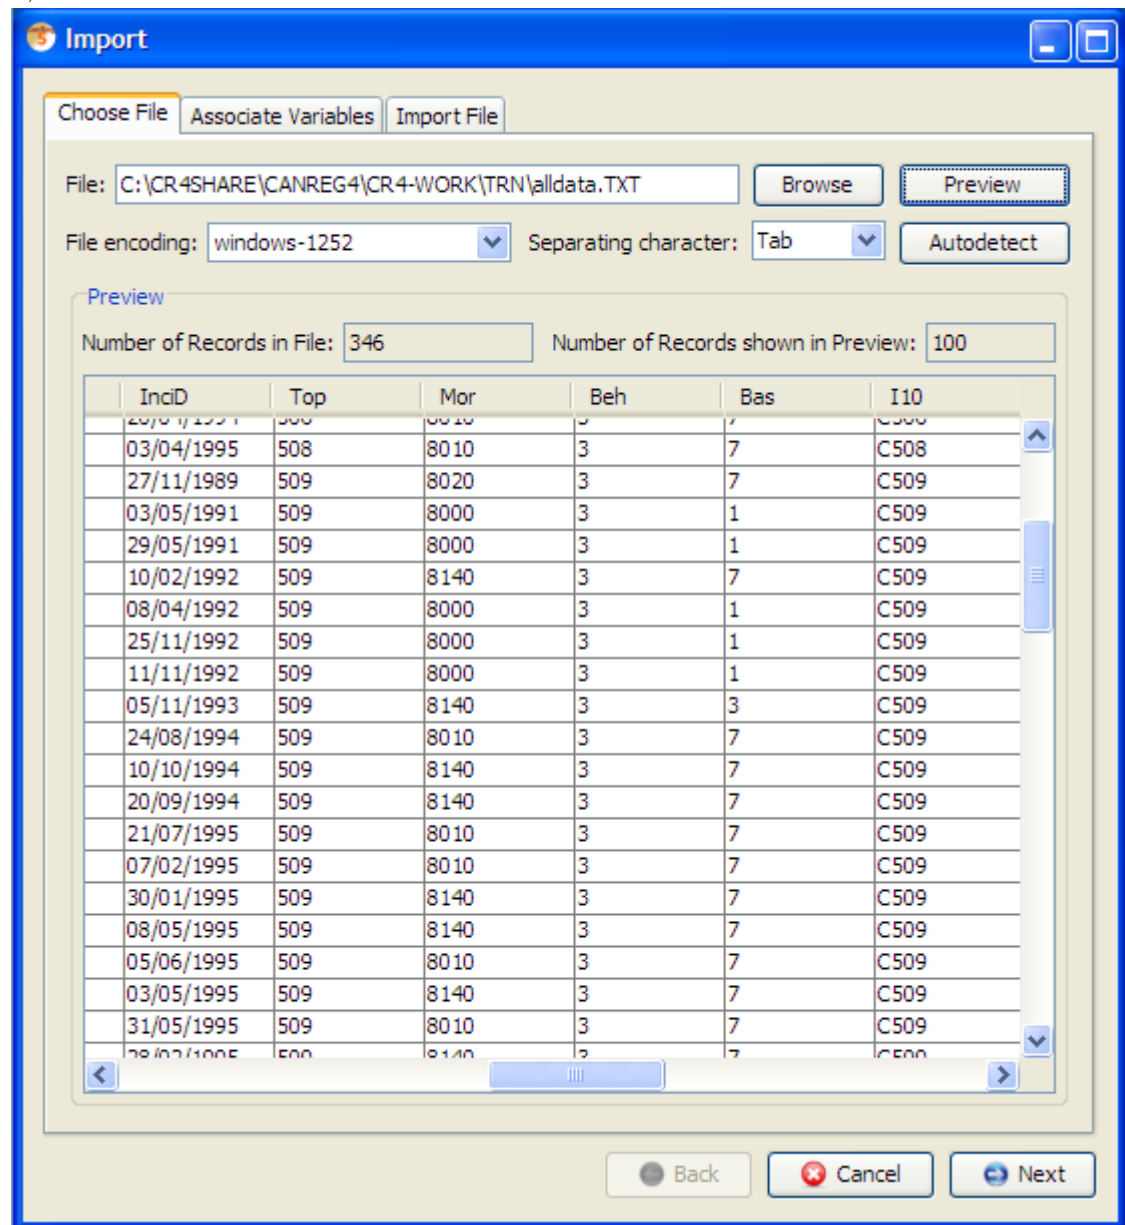 Import
Choose File Associate Variables Import File
File: C:\CR4SHARE\CANREG4\CR4-WORK\TRN\alldata.TXT Browse Preview
File encoding: windows-1252 Separating character: Tab Autodetect
Preview
Number of Records in File: 346 Number of Records shown in Preview: 100
InciD Top Mor Beh Bas I10
03/04/1995 508 8010 3 7 C508
27/11/1989 509 8020 3 7 C509
03/05/1991 509 8000 3 1 C509
29/05/1991 509 8000 3 1 C509
10/02/1992 509 8140 3 7 C509
08/04/1992 509 8000 3 1 C509
25/11/1992 509 8000 3 1 C509
11/11/1992 509 8000 3 1 C509
05/11/1993 509 8140 3 3 C509
24/08/1994 509 8010 3 7 C509
10/10/1994 509 8140 3 7 C509
20/09/1994 509 8140 3 7 C509
21/07/1995 509 8010 3 7 C509
07/02/1995 509 8010 3 7 C509
30/01/1995 509 8140 3 7 C509
08/05/1995 509 8140 3 7 C509
05/06/1995 509 8010 3 7 C509
03/05/1995 509 8140 3 7 C509
31/05/1995 509 8010 3 7 C509
Back Cancel Next